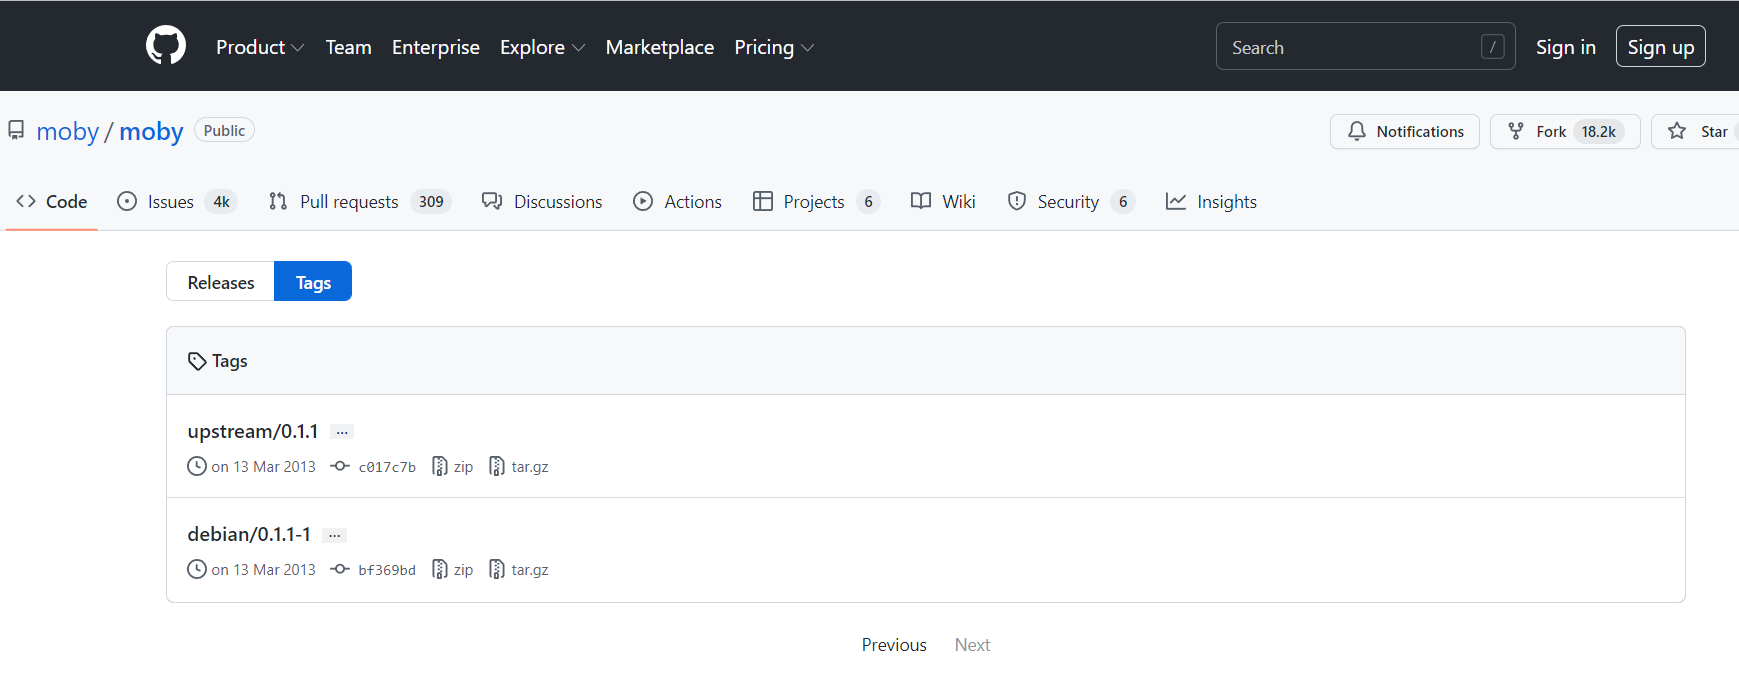 Product Team Enterprise Explore Marketplace Pricing Search / Sign in Sign up
moby / moby Public Notifications Fork 18.2k Star
Code Issues 4k Pull requests 309 Discussions Actions Projects 6 Wiki Security 6 Insights
Releases Tags
Tags
upstream/0.1.1 ...
on 13 Mar 2013 c017c7b zip tar.gz
debian/0.1.1-1 ...
on 13 Mar 2013 bf369bd zip tar.gz
Previous Next